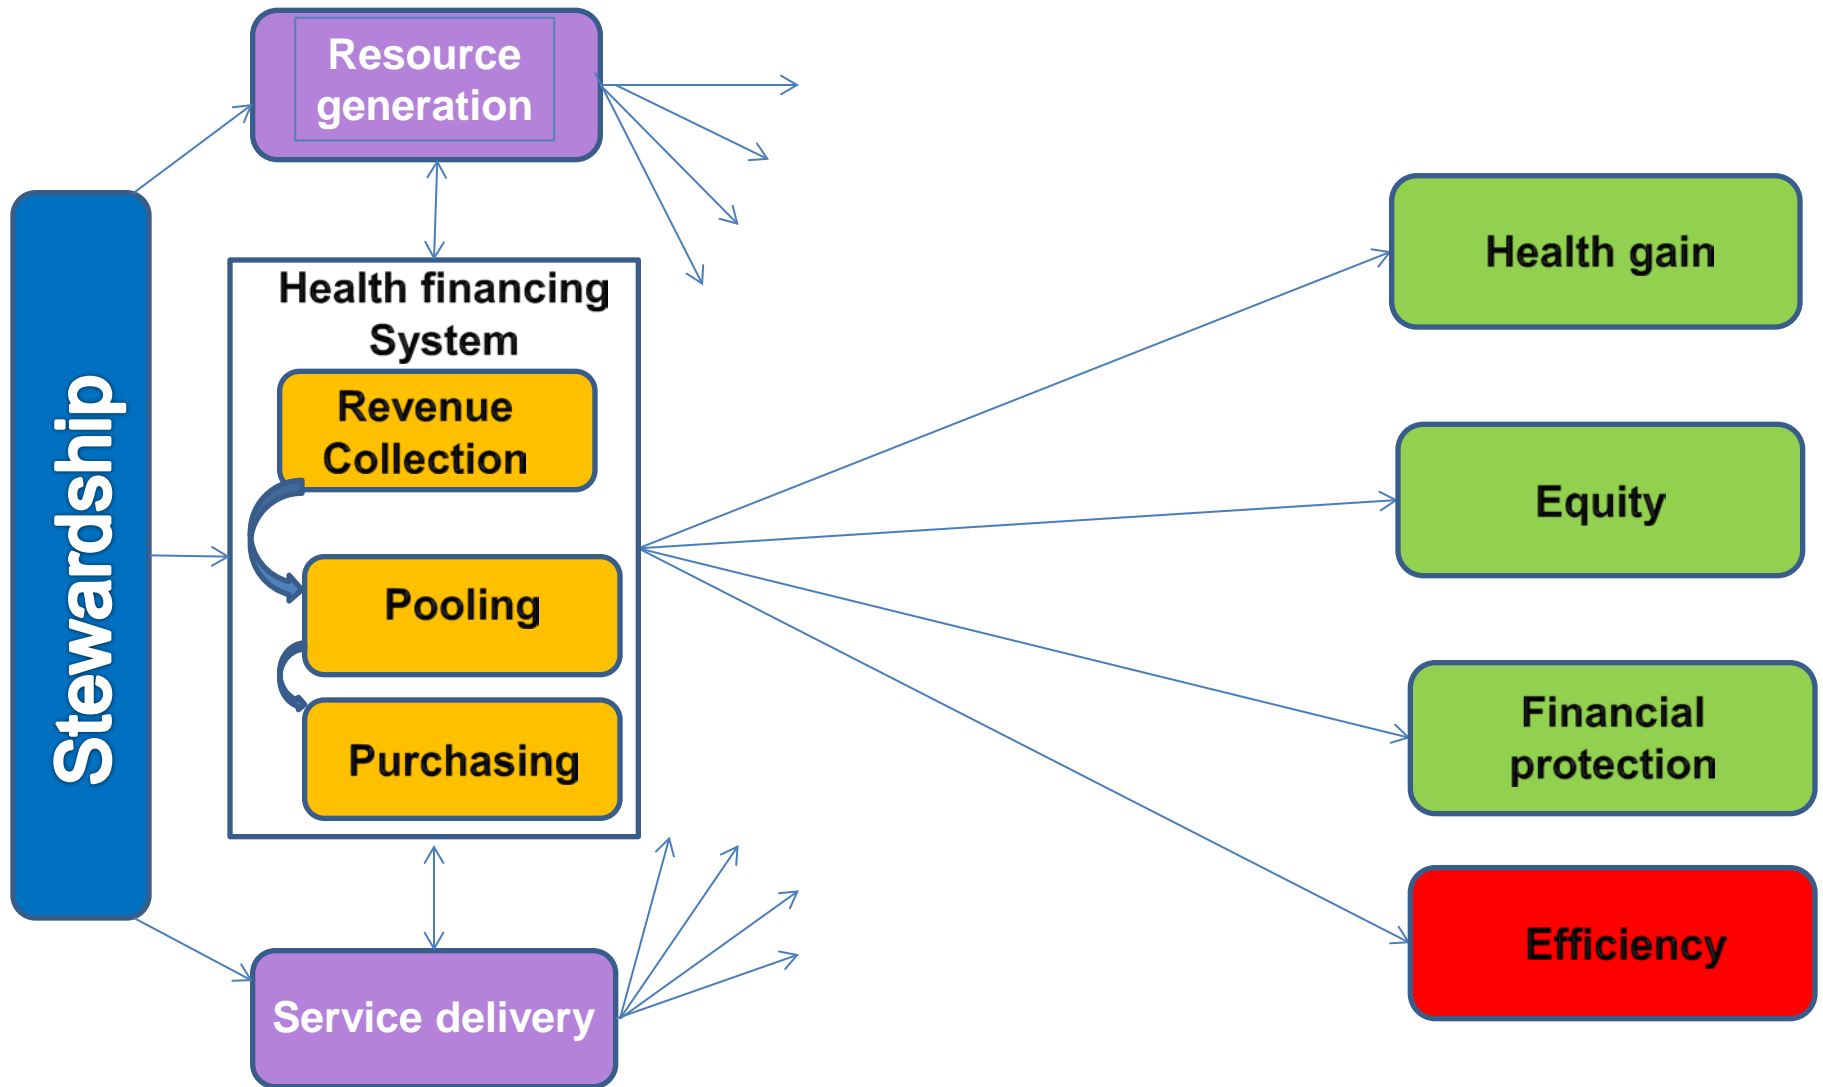 Resource
generation
Stewardship
Health financing
System
Revenue
Collection
Pooling
Purchasing
Service delivery
Health gain
Equity
Financial
protection
Efficiency